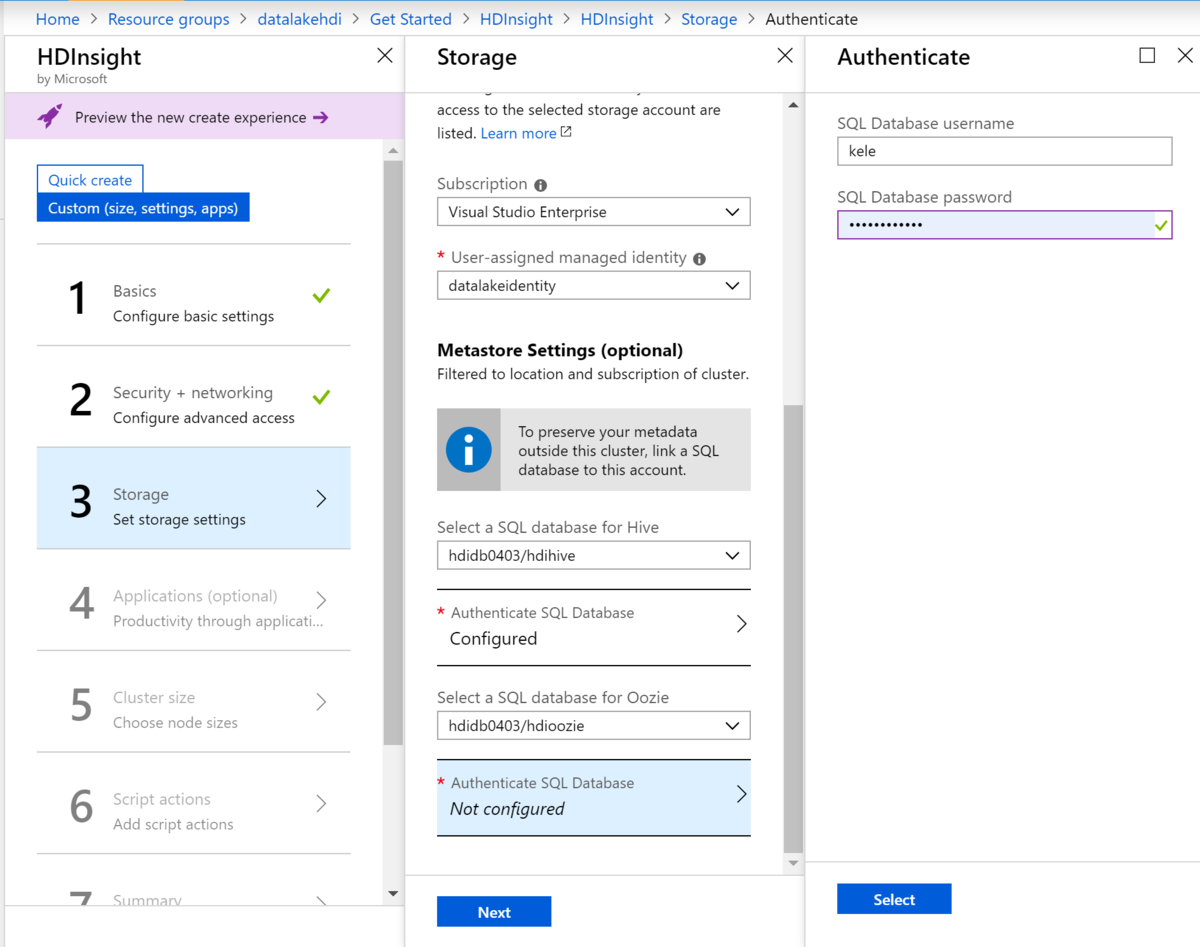 Home > Resource groups > datalakehdi > Get Started > HDInsight > HDInsight > Storage > Authenticate
HDInsight
by Microsoft
Preview the new create experience →
Quick create
Custom (size, settings, apps)
1
Basics
Configure basic settings
2
Security + networking
Configure advanced access
3
Storage
Set storage settings
4
Applications (optional)
Productivity through applicati...
5
Cluster size
Choose node sizes
6
Script actions
Add script actions
7
Summary
Storage
access to the selected storage account are
listed. Learn more
Subscription
Visual Studio Enterprise
* User-assigned managed identity
datalakeidentity
Metastore Settings (optional)
Filtered to location and subscription of cluster.
To preserve your metadata
outside this cluster, link a SQL
database to this account.
Select a SQL database for Hive
hdidb0403/hdihive
* Authenticate SQL Database
Configured
Select a SQL database for Oozie
hdidb0403/hdioozie
* Authenticate SQL Database
Not configured
Next
Authenticate
SQL Database username
kele
SQL Database password
••••••••••••
Select